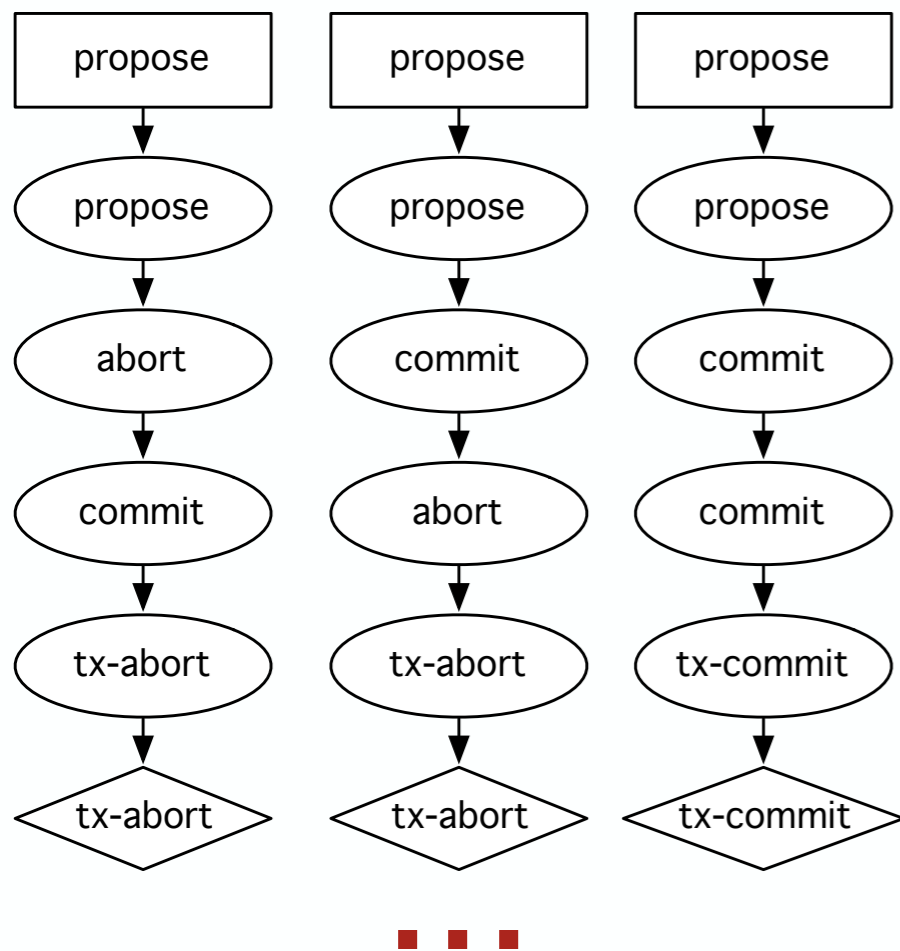 propose propose propose
propose propose propose
abort commit commit
commit abort commit
tx-abort tx-abort tx-commit
tx-abort tx-abort tx-commit